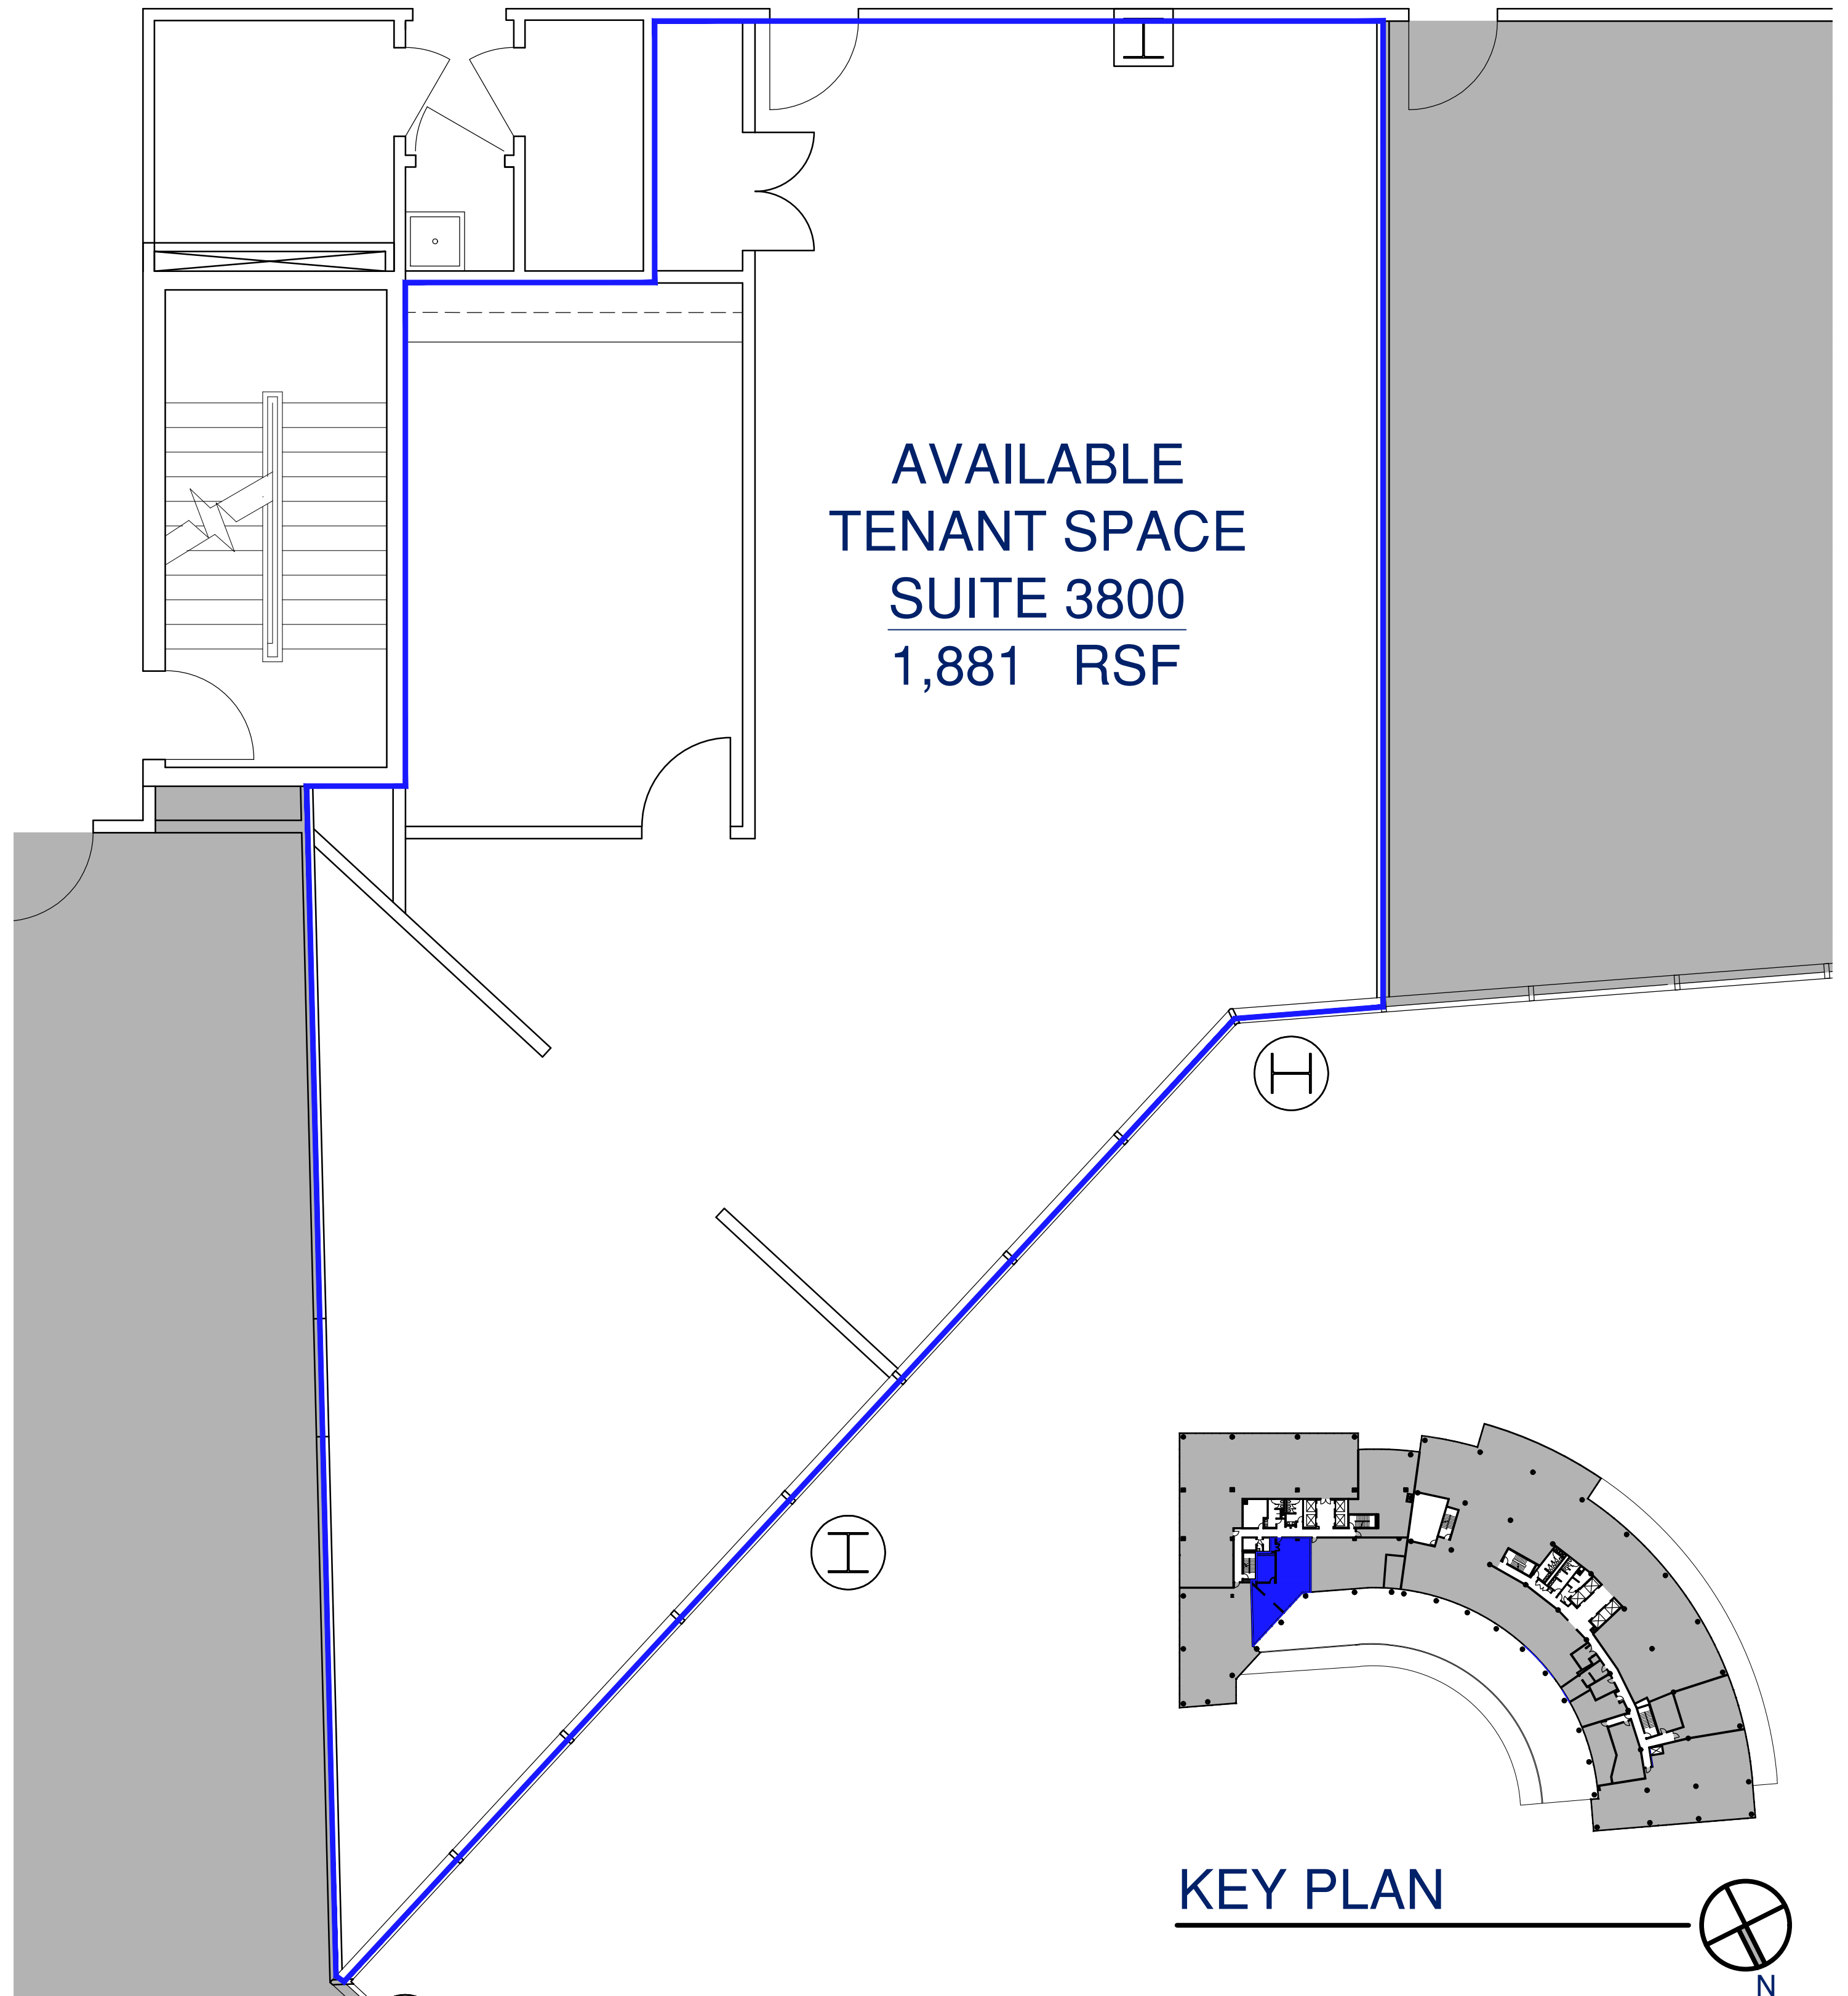 AVAILABLE
TENANT SPACE
SUITE 3800
1,881 RSF
KEY PLAN
N